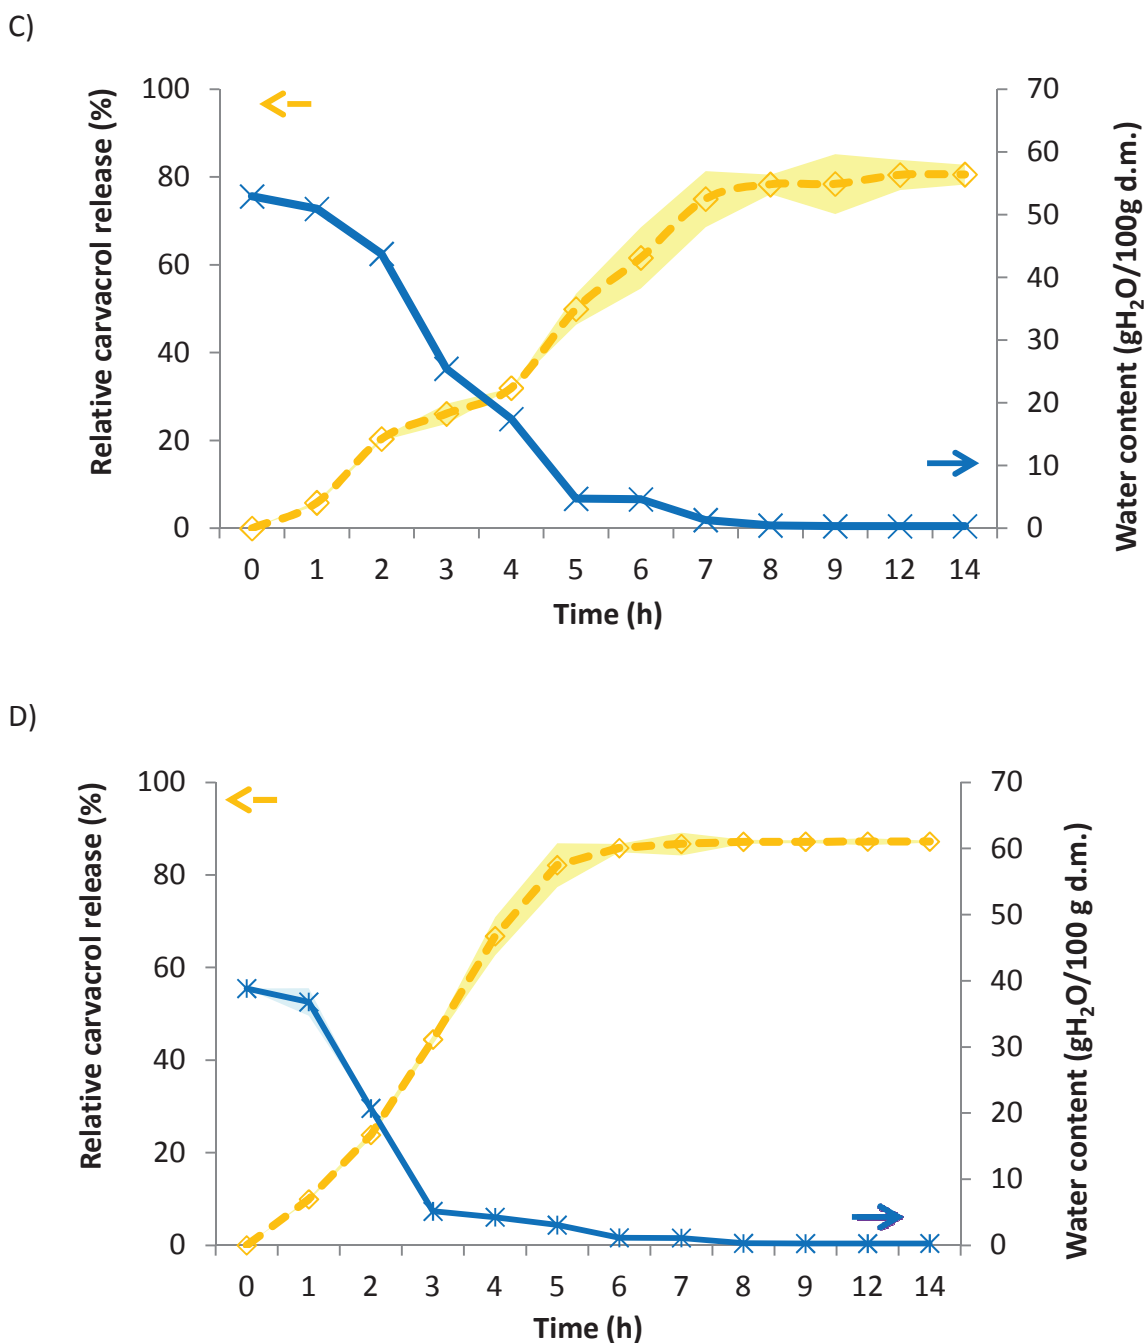 C)
Relative carvacrol release (%)
100
80
60
40
20
0
70
60
50
40
30
20
10
0
Water content (gH₂O/100g d.m.)
0 1 2 3 4 5 6 7 8 9 12 14
Time (h)
D)
Relative carvacrol release (%)
100
80
60
40
20
0
70
60
50
40
30
20
10
0
Water content (gH₂O/100 g d.m.)
0 1 2 3 4 5 6 7 8 9 12 14
Time (h)